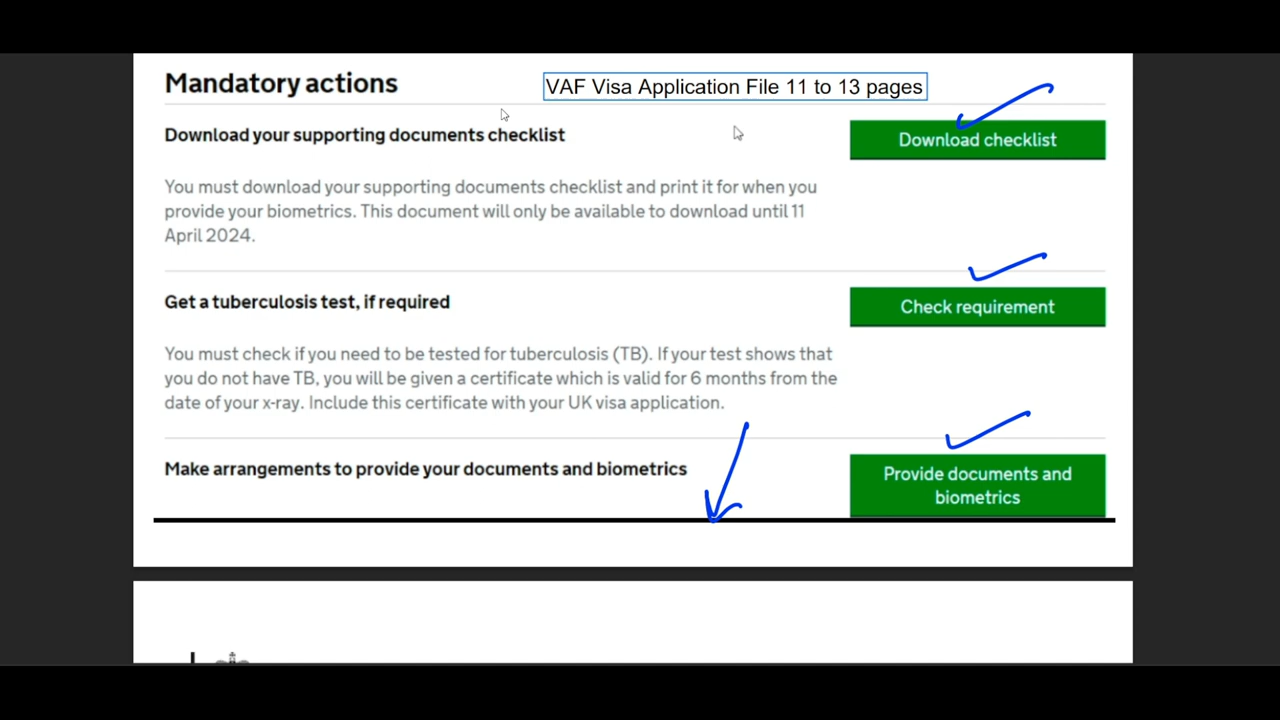 Mandatory actions
VAF Visa Application File 11 to 13 pages
Download your supporting documents checklist
Download checklist
You must download your supporting documents checklist and print it for when you
provide your biometrics. This document will only be available to download until 11
April 2024.
Get a tuberculosis test, if required
Check requirement
You must check if you need to be tested for tuberculosis (TB). If your test shows that
you do not have TB, you will be given a certificate which is valid for 6 months from the
date of your x-ray. Include this certificate with your UK visa application.
Make arrangements to provide your documents and biometrics
Provide documents and
biometrics